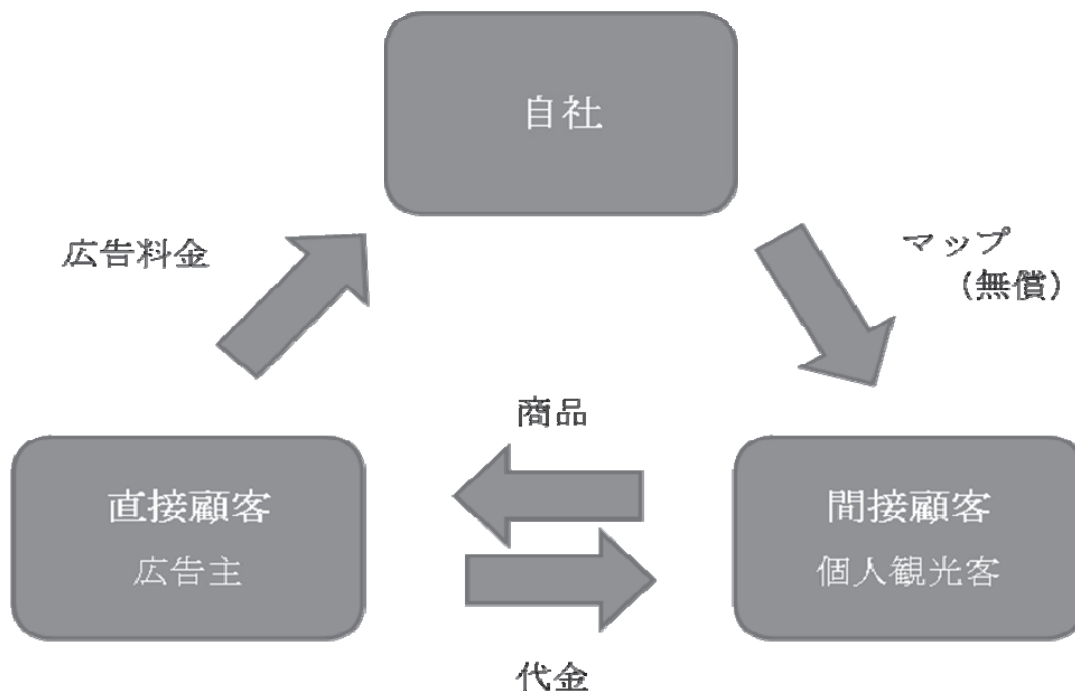 自社
広告料金
マップ
（無償）
商品
直接顧客
広告主
間接顧客
個人観光客
代金